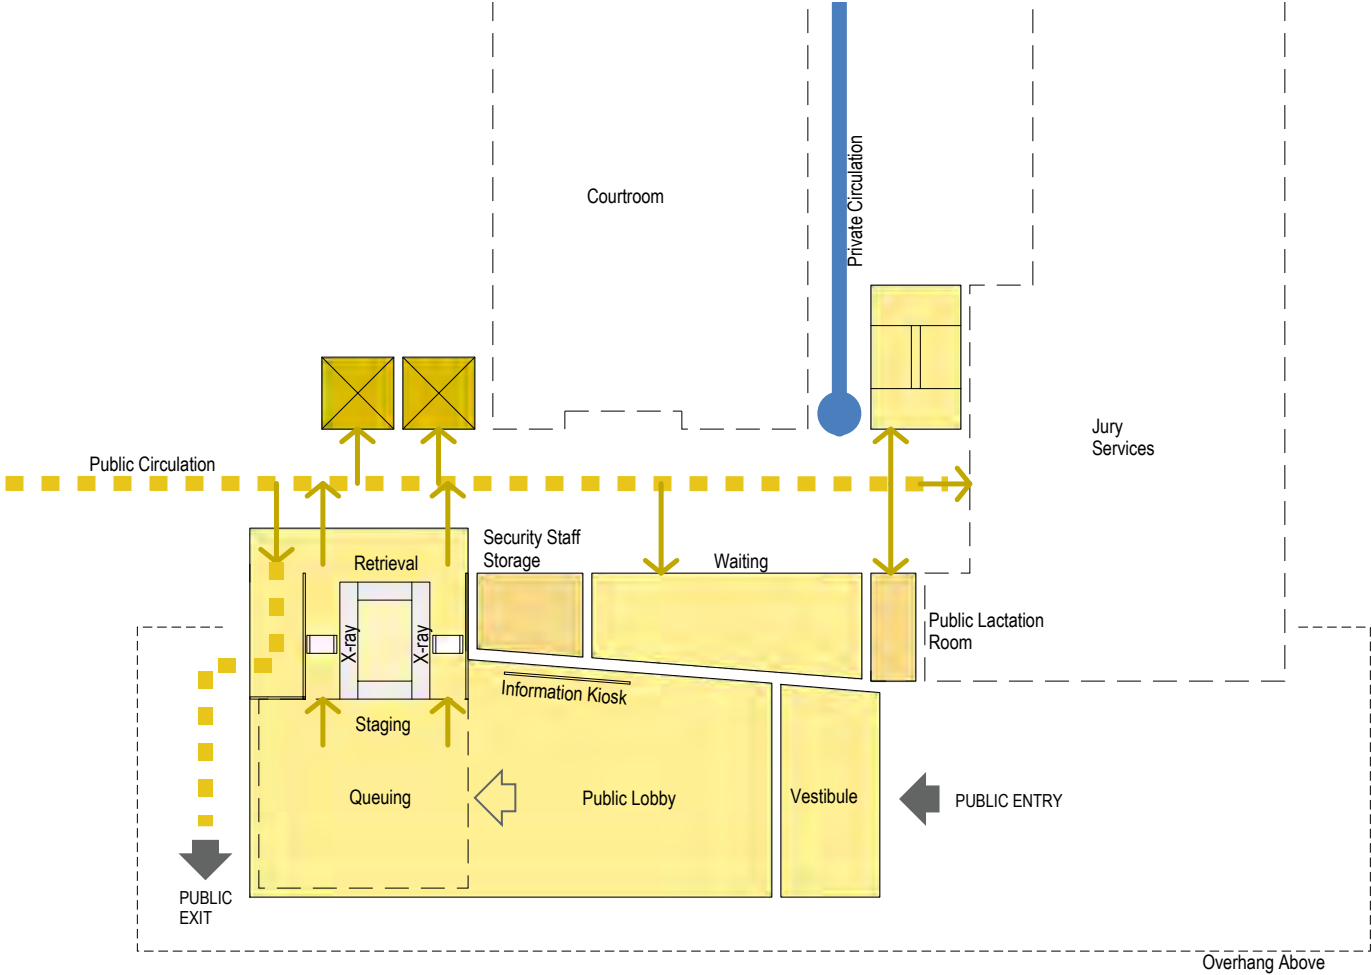 Courtroom
Private Circulation
Public Circulation
Jury
Services
Security Staff
Storage
Waiting
Retrieval
X-ray
X-ray
Public Lactation
Room
Information Kiosk
Staging
Queuing
Public Lobby
Vestibule
PUBLIC ENTRY
PUBLIC
EXIT
Overhang Above